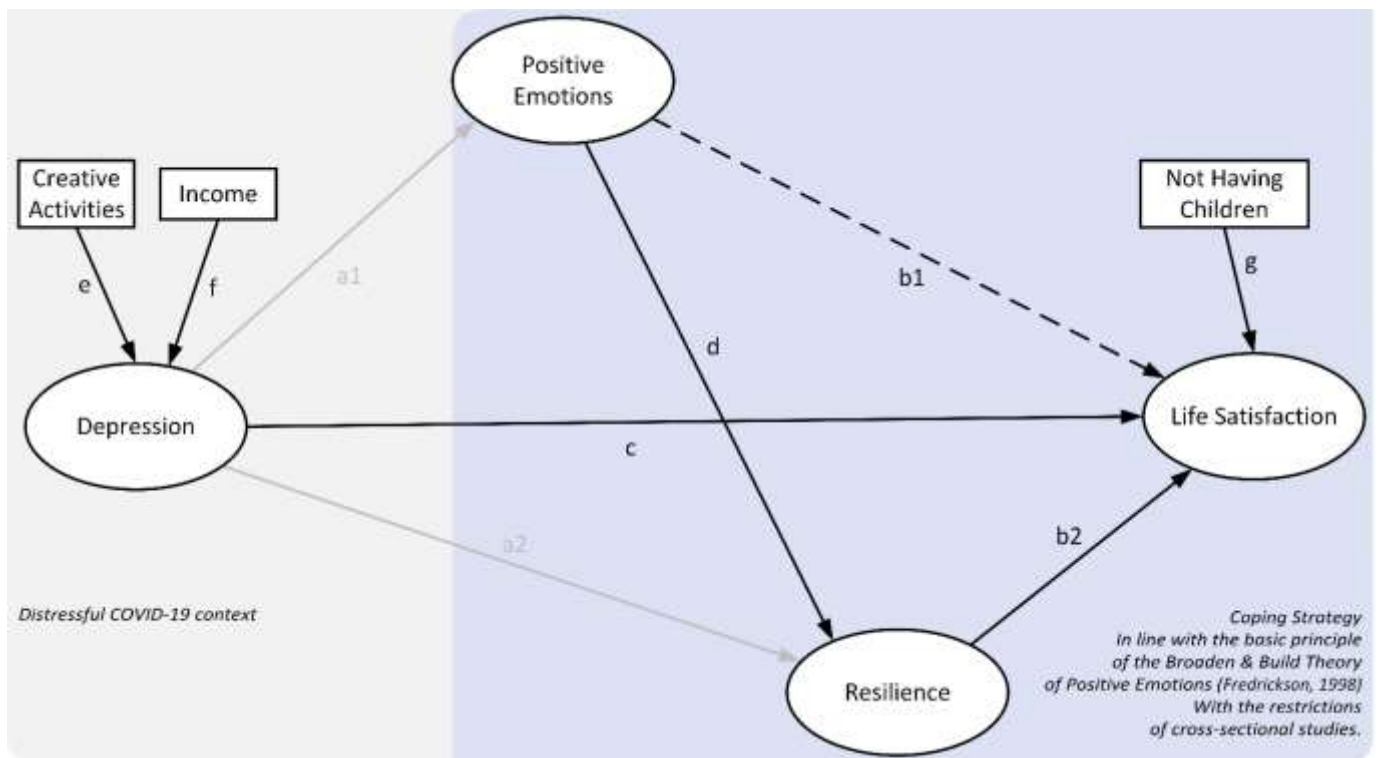 Positive
Emotions
Creative
Activities
Income
Not Having
Children
e
f
a1
b1
g
d
Depression
c
Life Satisfaction
a2
b2
Distressful COVID-19 context
Resilience
Coping Strategy
In line with the basic principle
of the Broaden & Build Theory
of Positive Emotions (Fredrickson, 1998)
With the restrictions
of cross-sectional studies.